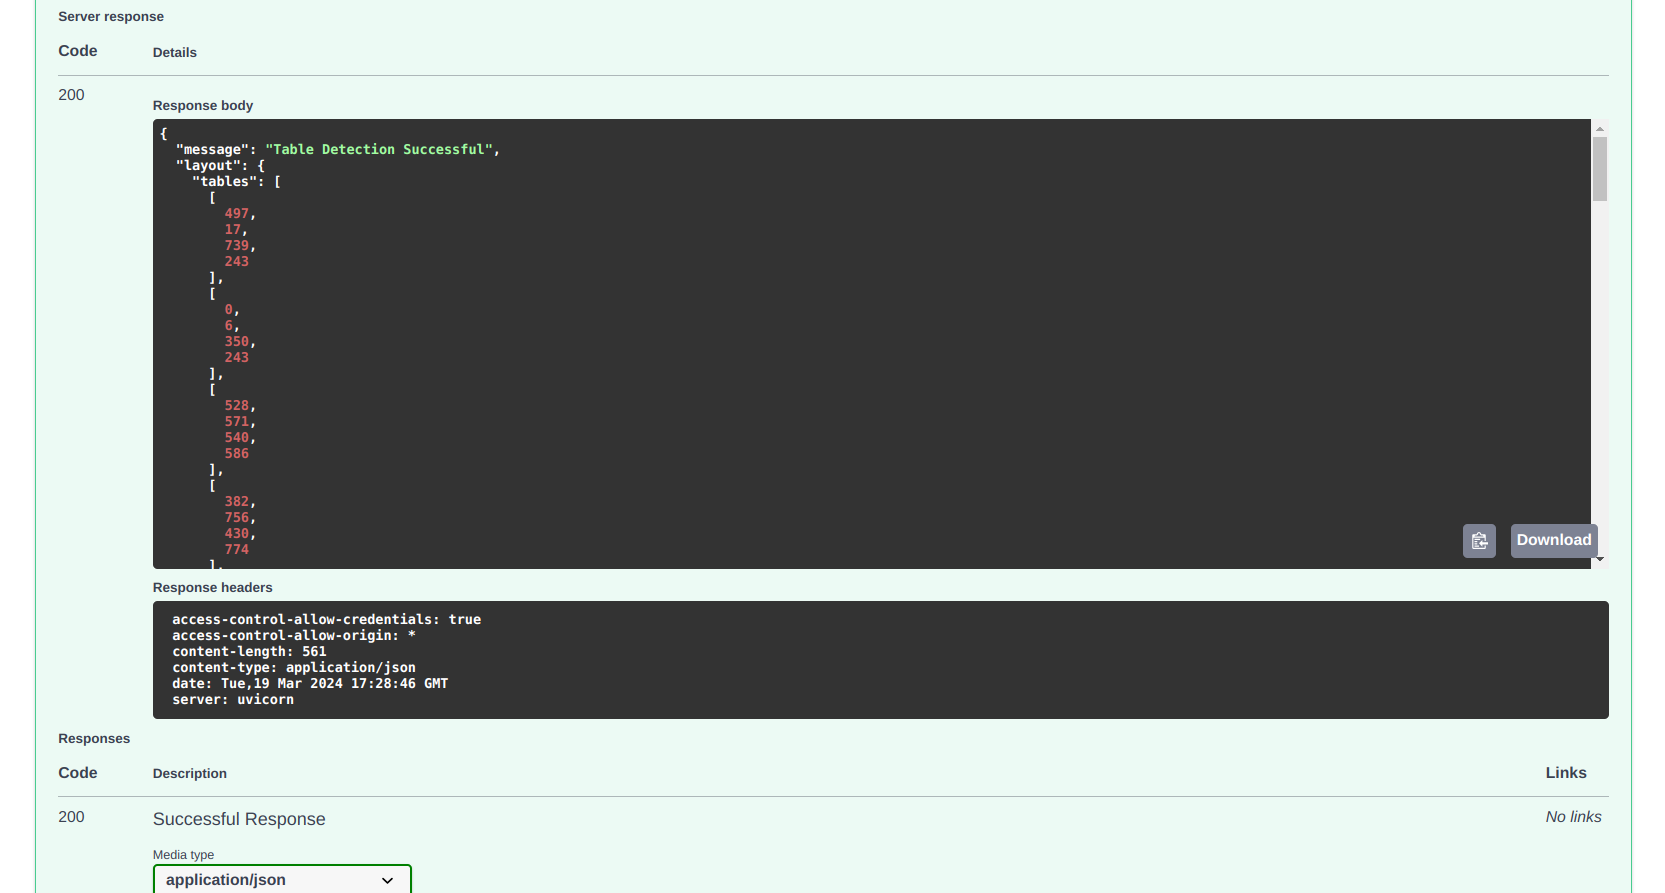 Server response
Code Details
200
Response body
{
  "message": "Table Detection Successful",
  "layout": {
    "tables": [
      [
        497,
        17,
        739,
        243
      ],
      [
        0,
        6,
        350,
        243
      ],
      [
        528,
        571,
        540,
        586
      ],
      [
        382,
        756,
        430,
        774
      ],
Download
Response headers
access-control-allow-credentials: true
access-control-allow-origin: *
content-length: 561
content-type: application/json
date: Tue,19 Mar 2024 17:28:46 GMT
server: uvicorn
Responses
Code Description Links
200 Successful Response No links
Media type
application/json